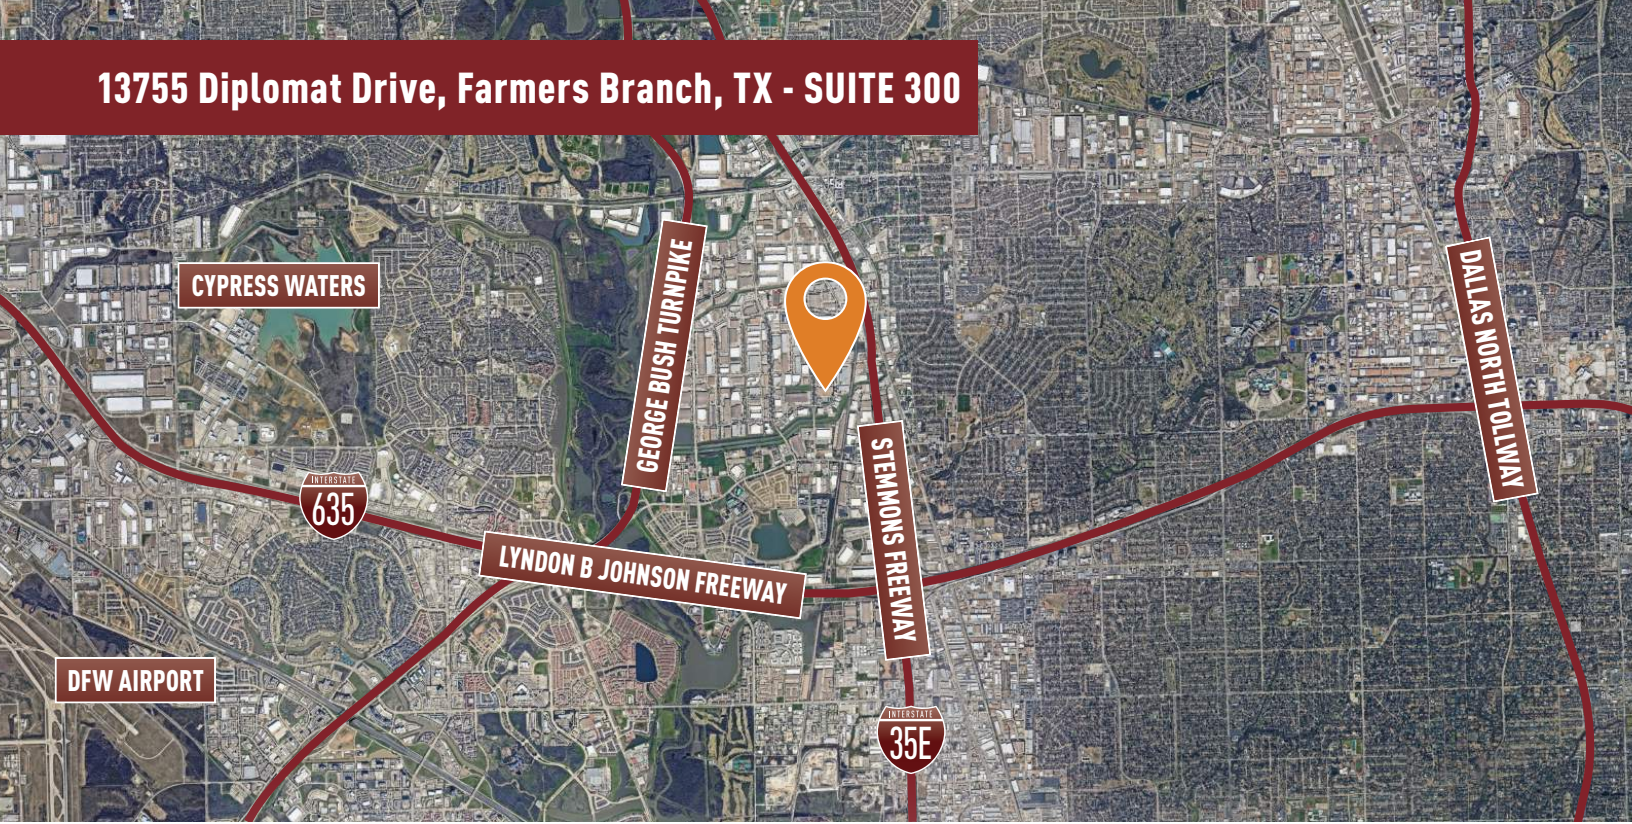 13755 Diplomat Drive, Farmers Branch, TX - SUITE 300
CYPRESS WATERS
GEORGE BUSH TURNPIKE
DALLAS NORTH TOLLWAY
STEMMONS FREEWAY
INTERSTATE
635
LYNDON B JOHNSON FREEWAY
DFW AIRPORT
INTERSTATE
35E